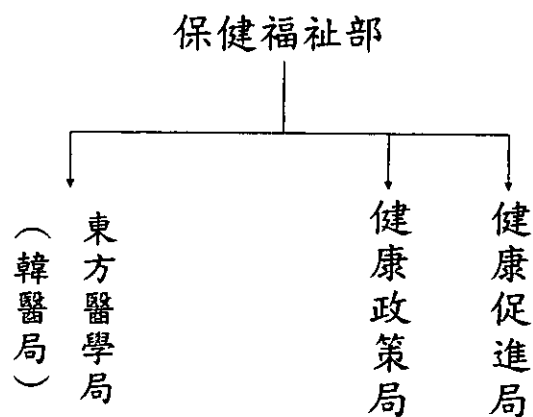 保健福祉部
健康促進局
健康政策局
東方醫學局
（韓醫局）